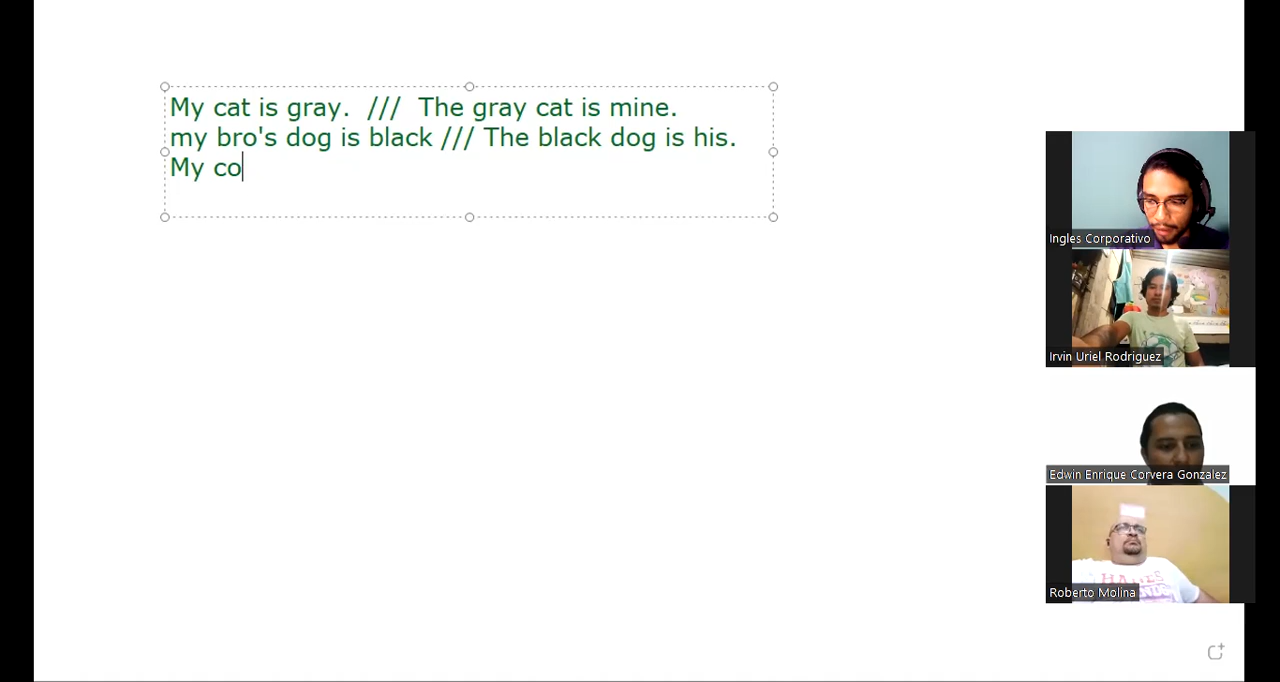 My cat is gray.  ///  The gray cat is mine.
my bro's dog is black /// The black dog is his.
My co
Ingles Corporativo
Irvin Uriel Rodriguez
Edwin Enrique Corvera Gonzalez
Roberto Molina